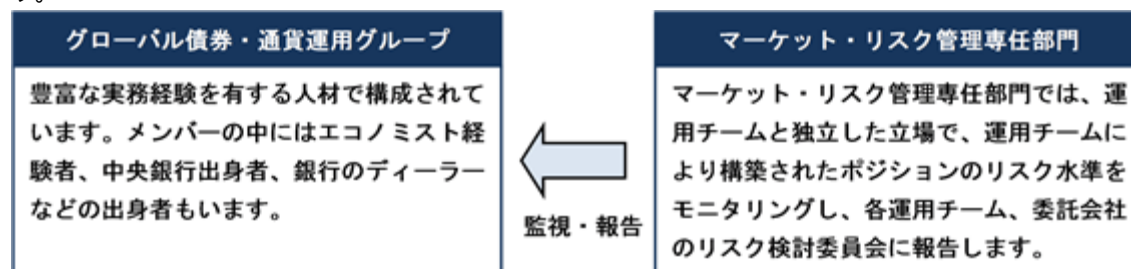 す。
グローバル債券・通貨運用グループ
豊富な実務経験を有する人材で構成されて
います。メンバーの中にはエコノミスト経
験者、中央銀行出身者、銀行のディーラー
などの出身者もいます。
監視・報告
マーケット・リスク管理専任部門
マーケット・リスク管理専任部門では、運
用チームと独立した立場で、運用チームに
より構築されたポジションのリスク水準を
モニタリングし、各運用チーム、委託会社
のリスク検討委員会に報告します。